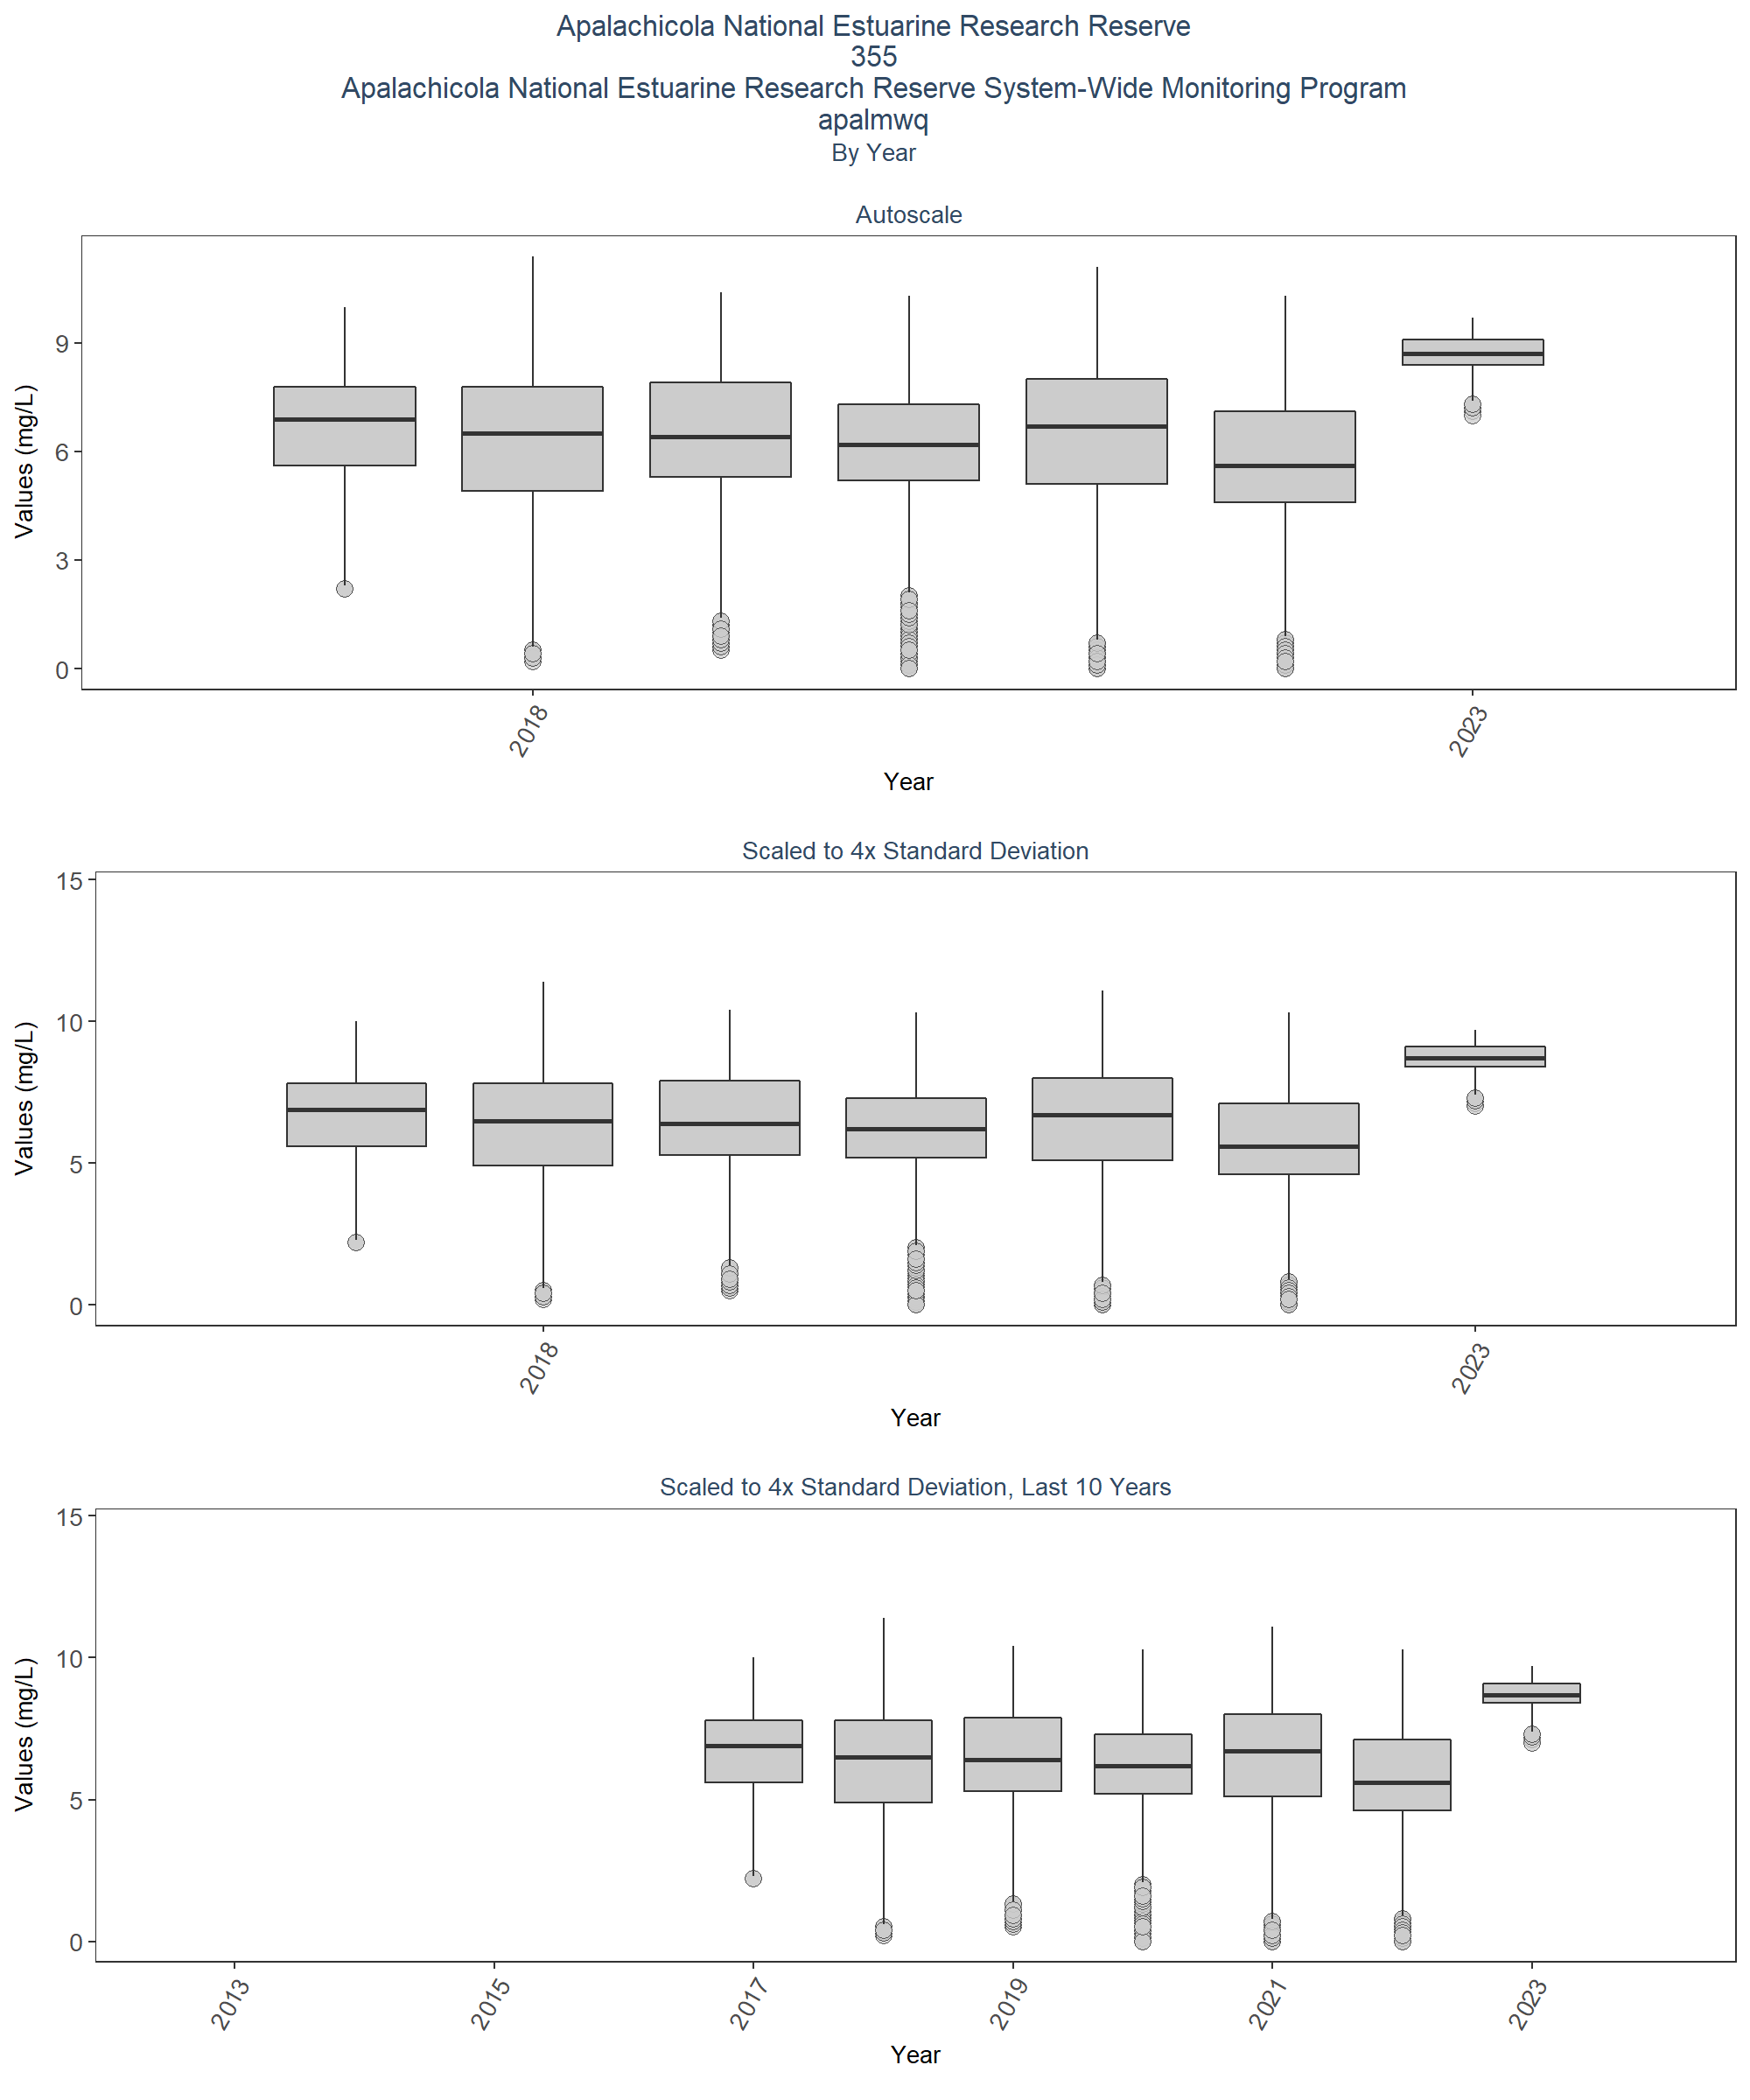 Apalachicola National Estuarine Research Reserve
355
Apalachicola National Estuarine Research Reserve System-Wide Monitoring Program
apalmwq
By Year
Autoscale
Values (mg/L)
9
6
3
0
2018
2023
Year
Scaled to 4x Standard Deviation
Values (mg/L)
15
10
5
0
2018
2023
Year
Scaled to 4x Standard Deviation, Last 10 Years
Values (mg/L)
15
10
5
0
2013
2015
2017
2019
2021
2023
Year